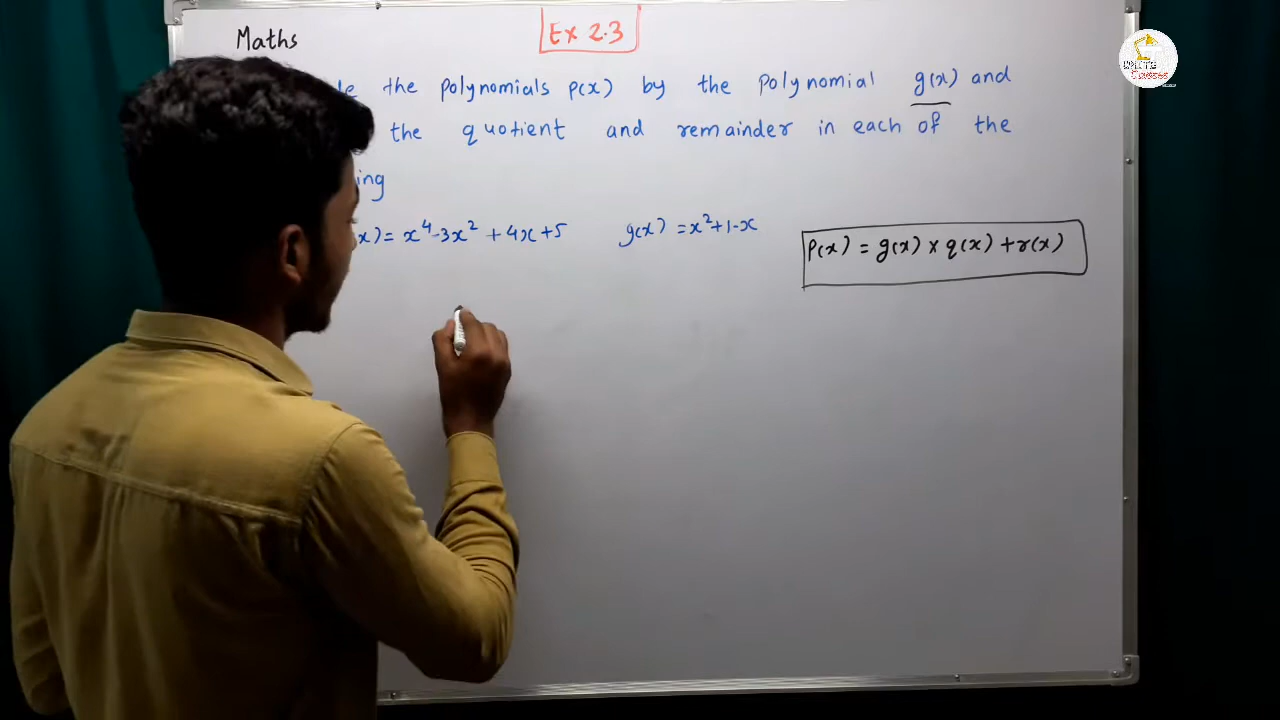 Maths
Ex 2.3
the polynomials p(x) by the polynomial g(x) and
the quotient and remainder in each of the
ing
x) = x⁴-3x² + 4x+5 g(x) = x²+1-x
P(x) = g(x) x q(x) + r(x)
Classes